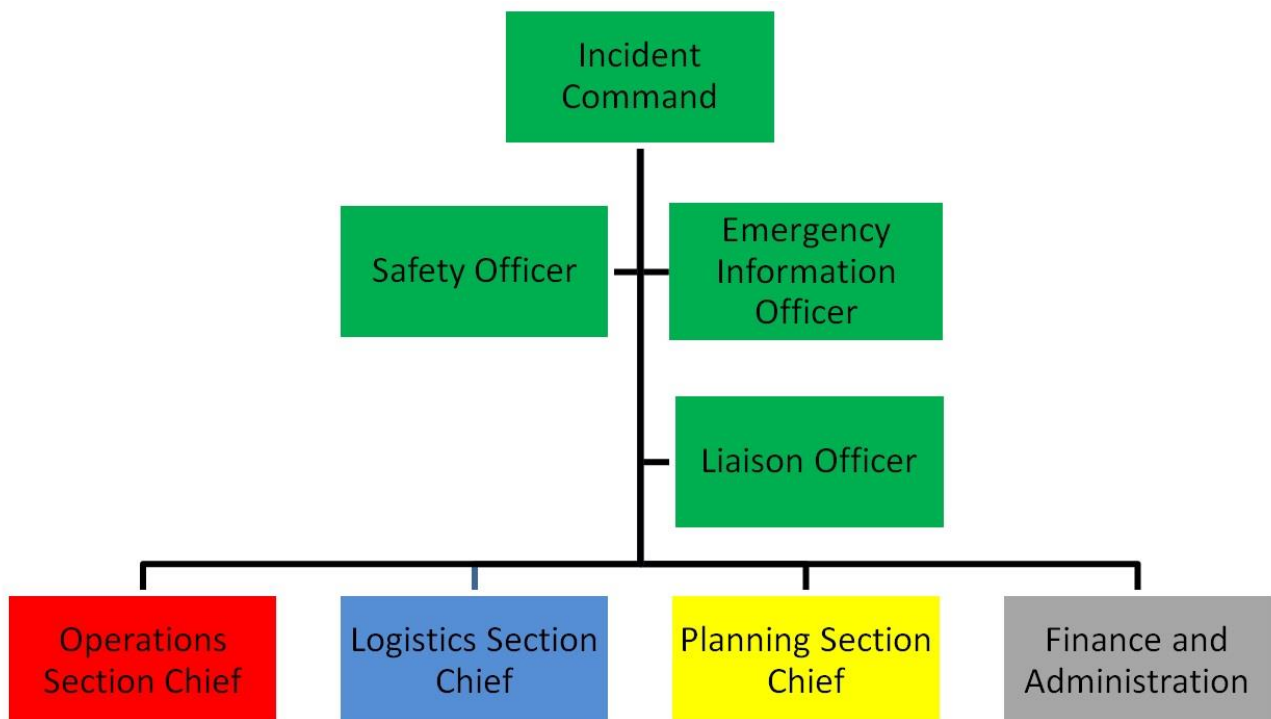 Incident
Command
Safety Officer
Emergency
Information
Officer
Liaison Officer
Operations
Section Chief
Logistics Section
Chief
Planning Section
Chief
Finance and
Administration